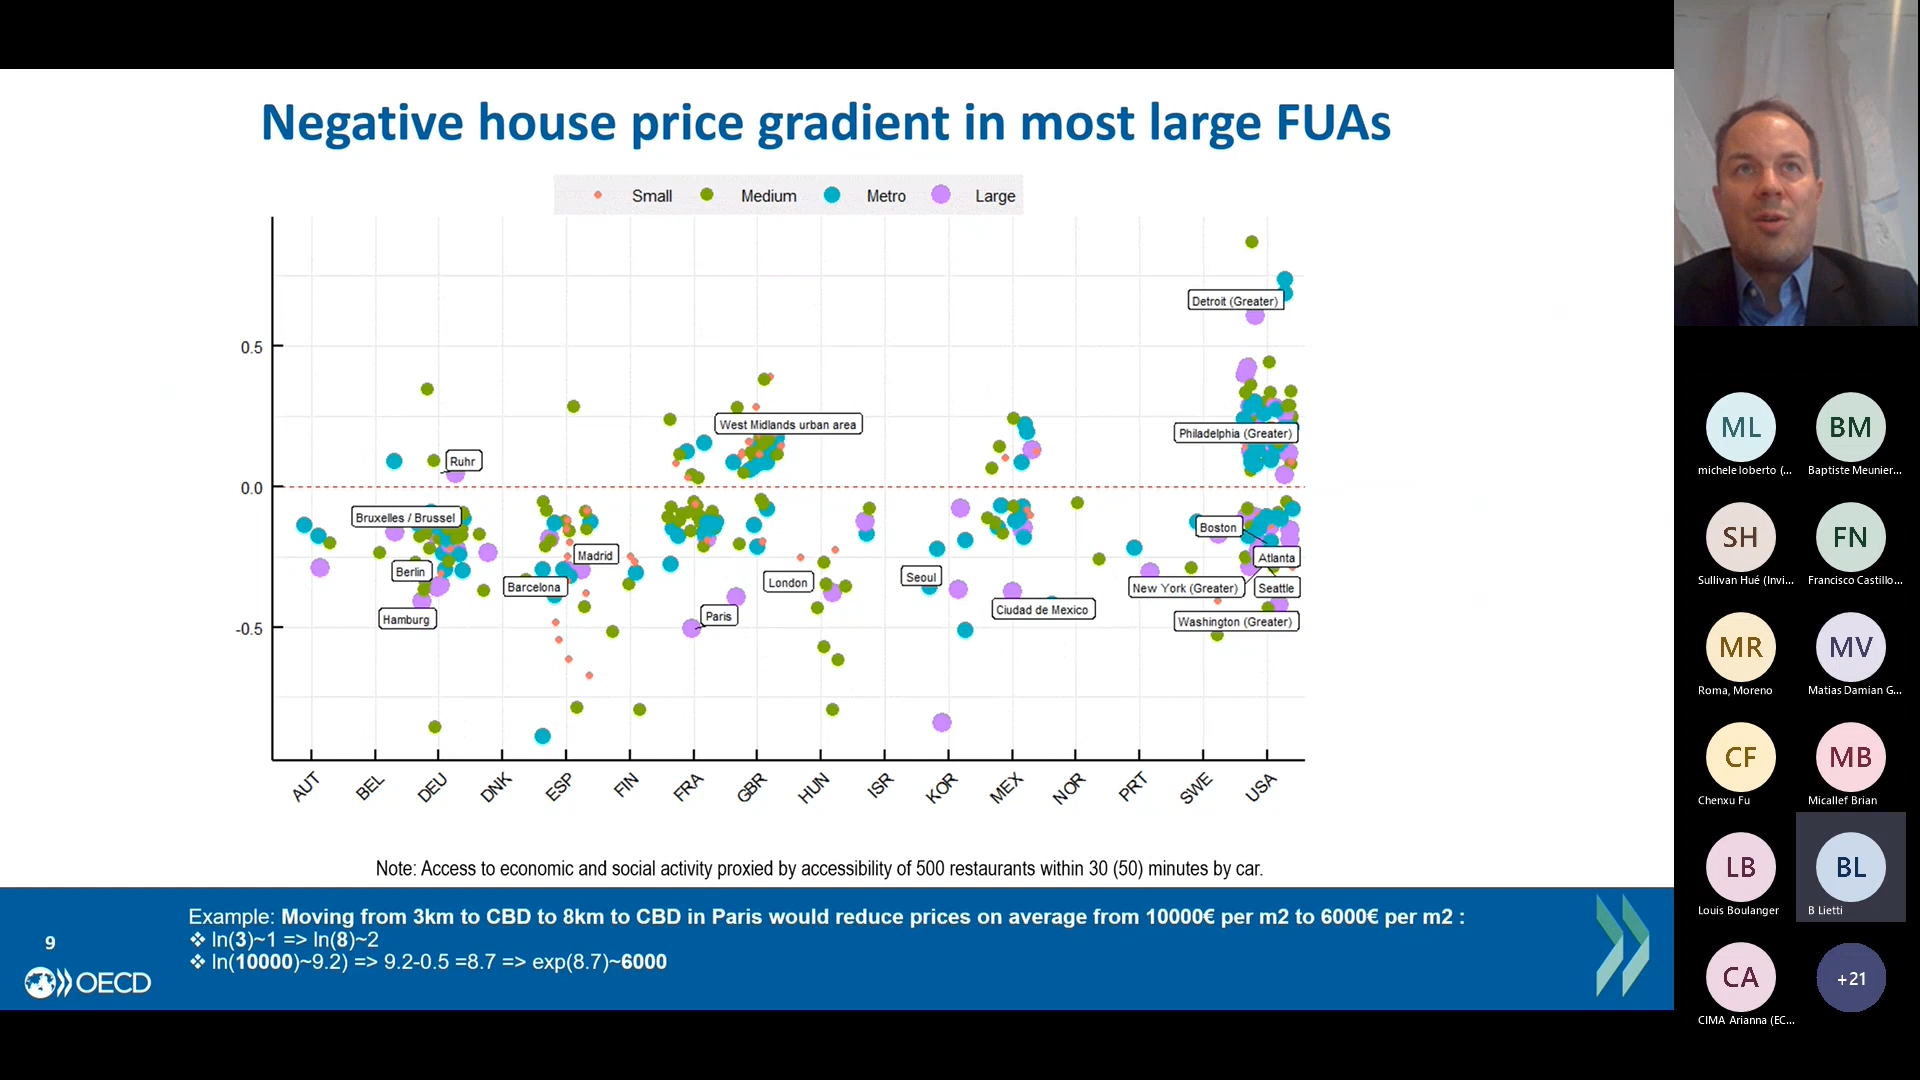 Negative house price gradient in most large FUAs
Small Medium Metro Large
Detroit (Greater)
0.5
West Midlands urban area
Philadelphia (Greater)
Ruhr
0.0
Bruxelles / Brussel
Boston
Madrid
Atlanta
Berlin
Seoul
London
Barcelona
New York (Greater)
Seattle
Ciudad de Mexico
Hamburg
Paris
Washington (Greater)
-0.5
AUT BEL DEU DNK ESP FIN FRA GBR HUN ISR KOR MEX NOR PRT SWE USA
Note: Access to economic and social activity proxied by accessibility of 500 restaurants within 30 (50) minutes by car.
Example: Moving from 3km to CBD to 8km to CBD in Paris would reduce prices on average from 10000€ per m2 to 6000€ per m2 :
❖ ln(3)~1 => ln(8)~2
❖ ln(10000)~9.2) => 9.2-0.5 =8.7 => exp(8.7)~6000
9
OECD
ML BM
michele loberto (... Baptiste Meunier...
SH FN
Sullivan Hué (Invi... Francisco Castillo...
MR MV
Roma, Moreno Matias Damian G...
CF MB
Chenxu Fu Micallef Brian
LB BL
Louis Boulanger B Lietti
CA +21
CIMA Arianna (EC...